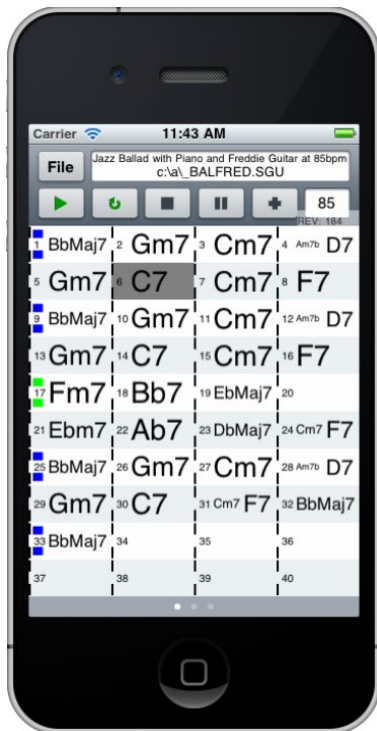 Carrier 11:43 AM
File Jazz Ballad with Piano and Freddie Guitar at 85bpm
c:\a\_BALFRED.SGU
85
REV: 184
1 BbMaj7 2 Gm7 3 Cm7 4 Am7b D7
5 Gm7 6 C7 7 Cm7 8 F7
9 BbMaj7 10 Gm7 11 Cm7 12 Am7b D7
13 Gm7 14 C7 15 Cm7 16 F7
17 Fm7 18 Bb7 19 EbMaj7 20
21 Ebm7 22 Ab7 23 DbMaj7 24 Cm7 F7
25 BbMaj7 26 Gm7 27 Cm7 28 Am7b D7
29 Gm7 30 C7 31 Cm7 F7 32 BbMaj7
33 BbMaj7 34 35 36
37 38 39 40